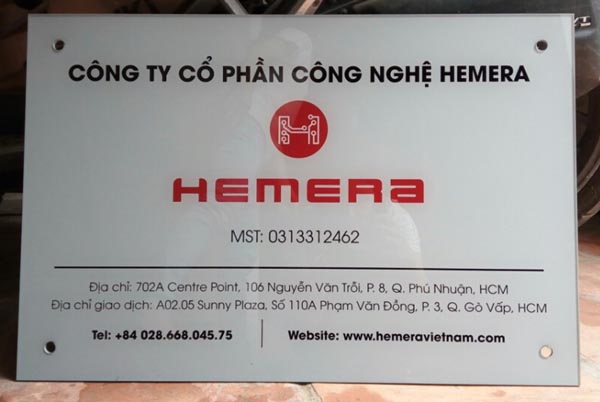 CÔNG TY CỔ PHẦN CÔNG NGHỆ HEMERA
HEMERA
MST: 0313312462
Địa chỉ: 702A Centre Point, 106 Nguyễn Văn Trỗi, P. 8, Q. Phú Nhuận, HCM
Địa chỉ giao dịch: A02.05 Sunny Plaza, Số 110A Phạm Văn Đồng, P. 3, Q. Gò Vấp, HCM
Tel: +84 028.668.045.75 | Website: www.hemeravietnam.com